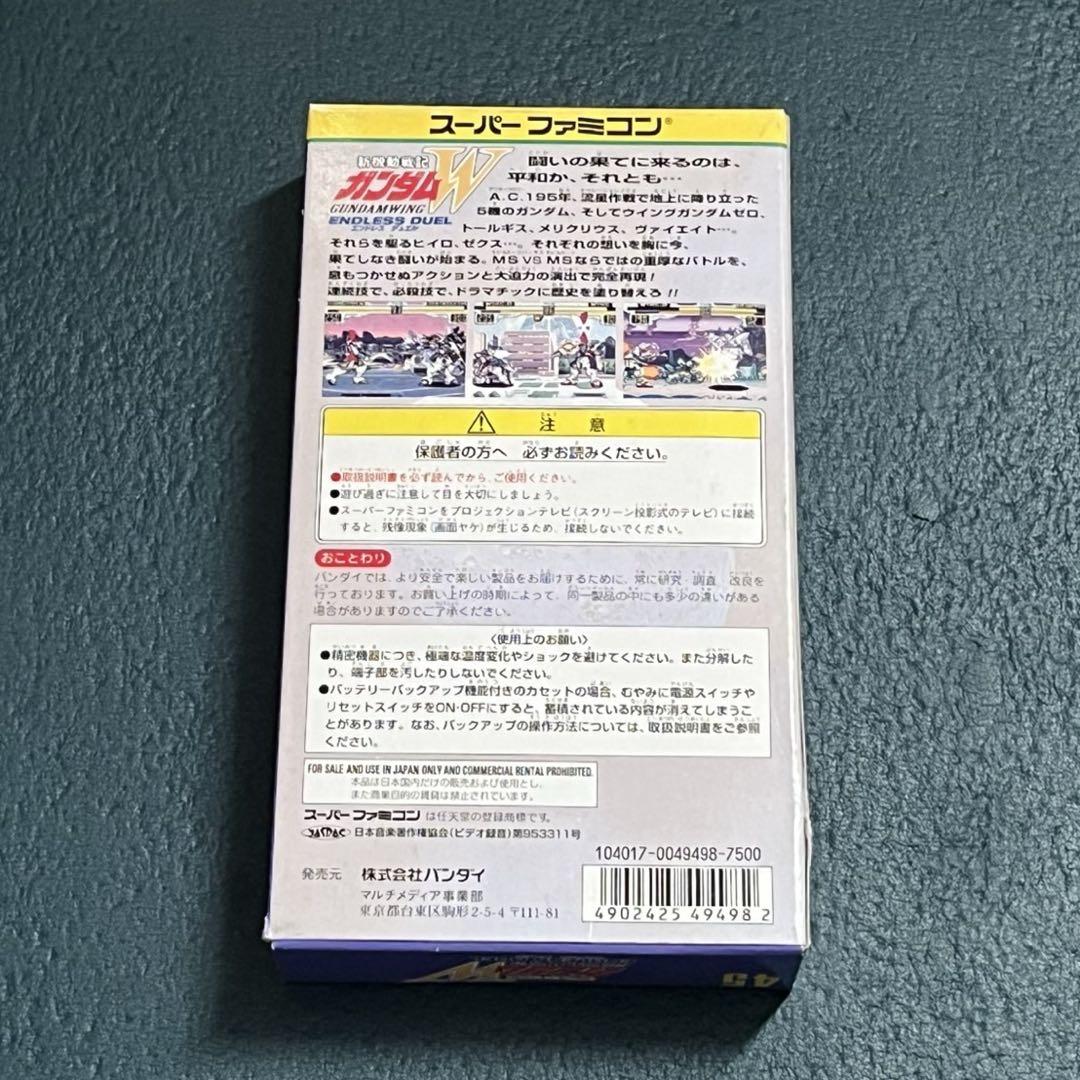 スーパーファミコン®
新機動戦記
ガンダムW
GUNDAMWING
ENDLESS DUEL
エンドレス デュエル
闘いの果てに来るのは、
平和か、それとも…
A.C.195年、流星作戦で地上に降り立った
5機のガンダム、そしてウイングガンダムゼロ、
トールギス、メリクリウス、ヴァイエイト…。
それらを駆るヒイロ、ゼクス…。それぞれの想いを胸に今、
果てしなき闘いが始まる。MS VS MSならではの重厚なバトルを、
息もつかせぬアクションと大迫力の演出で完全再現!
連続技で、必殺技で、ドラマチックに歴史を塗り替えろ!!
注意
保護者の方へ 必ずお読みください。
●取扱説明書を必ず読んでから、ご使用ください。
●遊び過ぎに注意して目を大切にしましょう。
●スーパーファミコンをプロジェクションテレビ(スクリーン投影式のテレビ)に接続
すると、残像現象(画面ヤケ)が生じるため、接続しないでください。
おことわり
バンダイでは、より安全で楽しい製品をお届けするために、常に研究・調査 改良を
行っております。お買い上げの時期によって、同一製品の中にも多少の違いがある
場合がありますのでご了承ください。
〈使用上のお願い〉
●精密機器につき、極端な温度変化やショックを避けてください。また分解した
り、端子部を汚したりしないでください。
●バッテリーバックアップ機能付きのカセットの場合、むやみに電源スイッチや
リセットスイッチをON・OFFにすると、蓄積されている内容が消えてしまうこ
とがあります。なお、バックアップの操作方法については、取扱説明書をご参照
ください。
FOR SALE AND USE IN JAPAN ONLY AND COMMERCIAL RENTAL PROHIBITED.
本品は日本国内だけの販売および使用とし、
また商業目的の賃貸は禁止されています。
スーパーファミコンは任天堂の登録商標です。
JASRAC 日本音楽著作権協会(ビデオ録音)第953311号
104017-0049498-7500
発売元 株式会社バンダイ
マルチメディア事業部
東京都台東区駒形2-5-4 〒111-81
4902425 494982
45